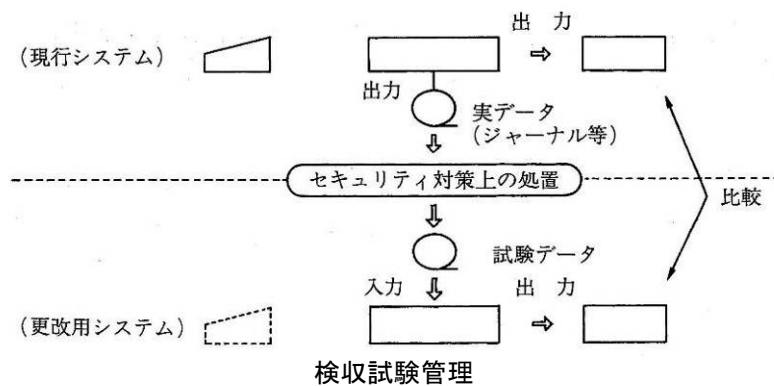 出　力
（現行システム）
出力
実データ
（ジャーナル等）
セキュリティ対策上の処置
比較
試験データ
入力
出　力
（更改用システム）
検収試験管理